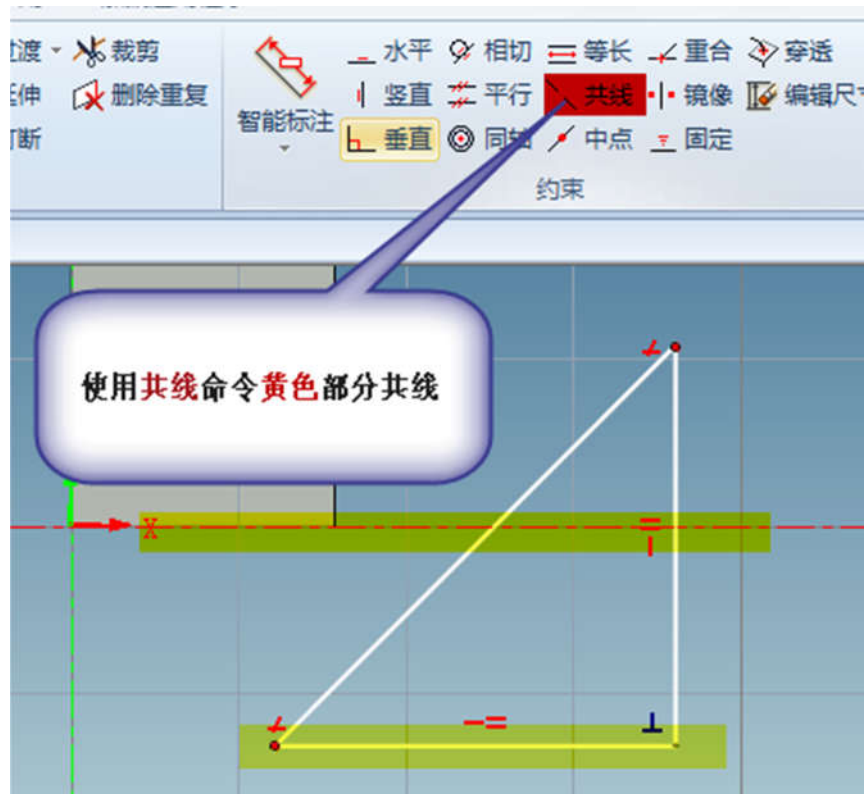 过渡 裁剪
水平 相切 等长 重合 穿透
延伸 删除重复
竖直 平行 共线 镜像 编辑尺寸
智能标注
打断
垂直 同轴 中点 固定
约束
使用共线命令黄色部分共线
X